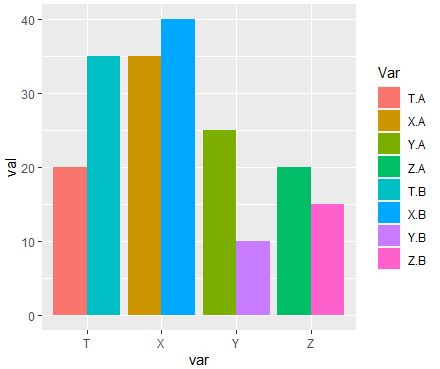 40
30
20
10
0
val
T X Y Z
var
Var
T.A
X.A
Y.A
Z.A
T.B
X.B
Y.B
Z.B